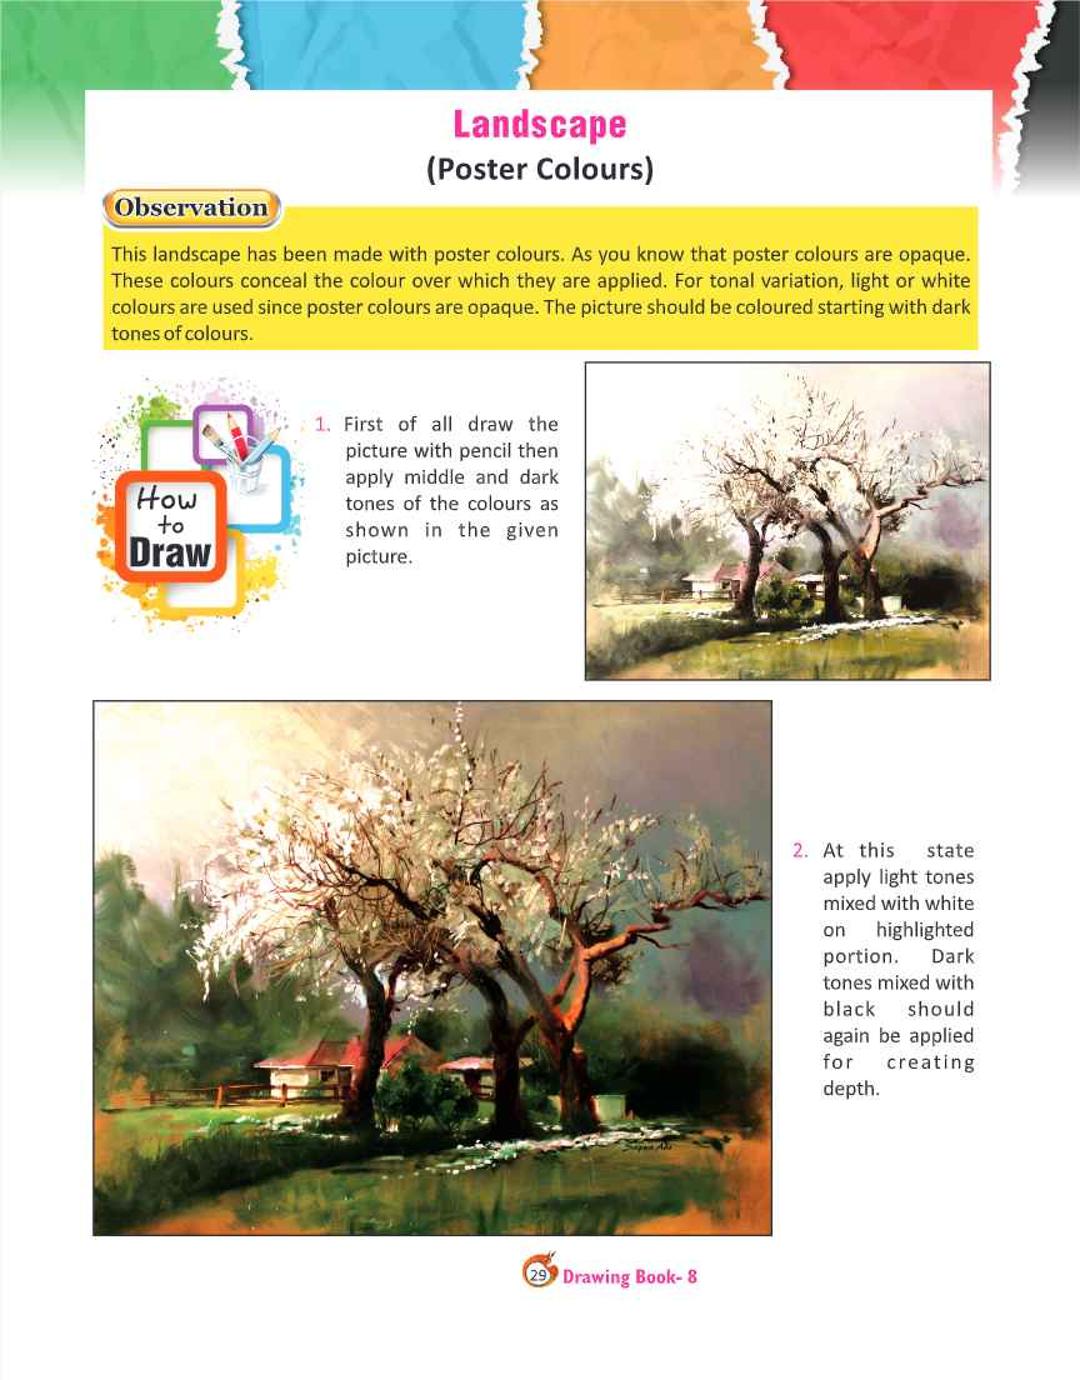 Landscape
(Poster Colours)
Observation
This landscape has been made with poster colours. As you know that poster colours are opaque.
These colours conceal the colour over which they are applied. For tonal variation, light or white
colours are used since poster colours are opaque. The picture should be coloured starting with dark
tones of colours.
How
to
Draw
1. First of all draw the
picture with pencil then
apply middle and dark
tones of the colours as
shown in the given
picture.
2. At this state
apply light tones
mixed with white
on highlighted
portion. Dark
tones mixed with
black should
again be applied
for creating
depth.
29 Drawing Book- 8